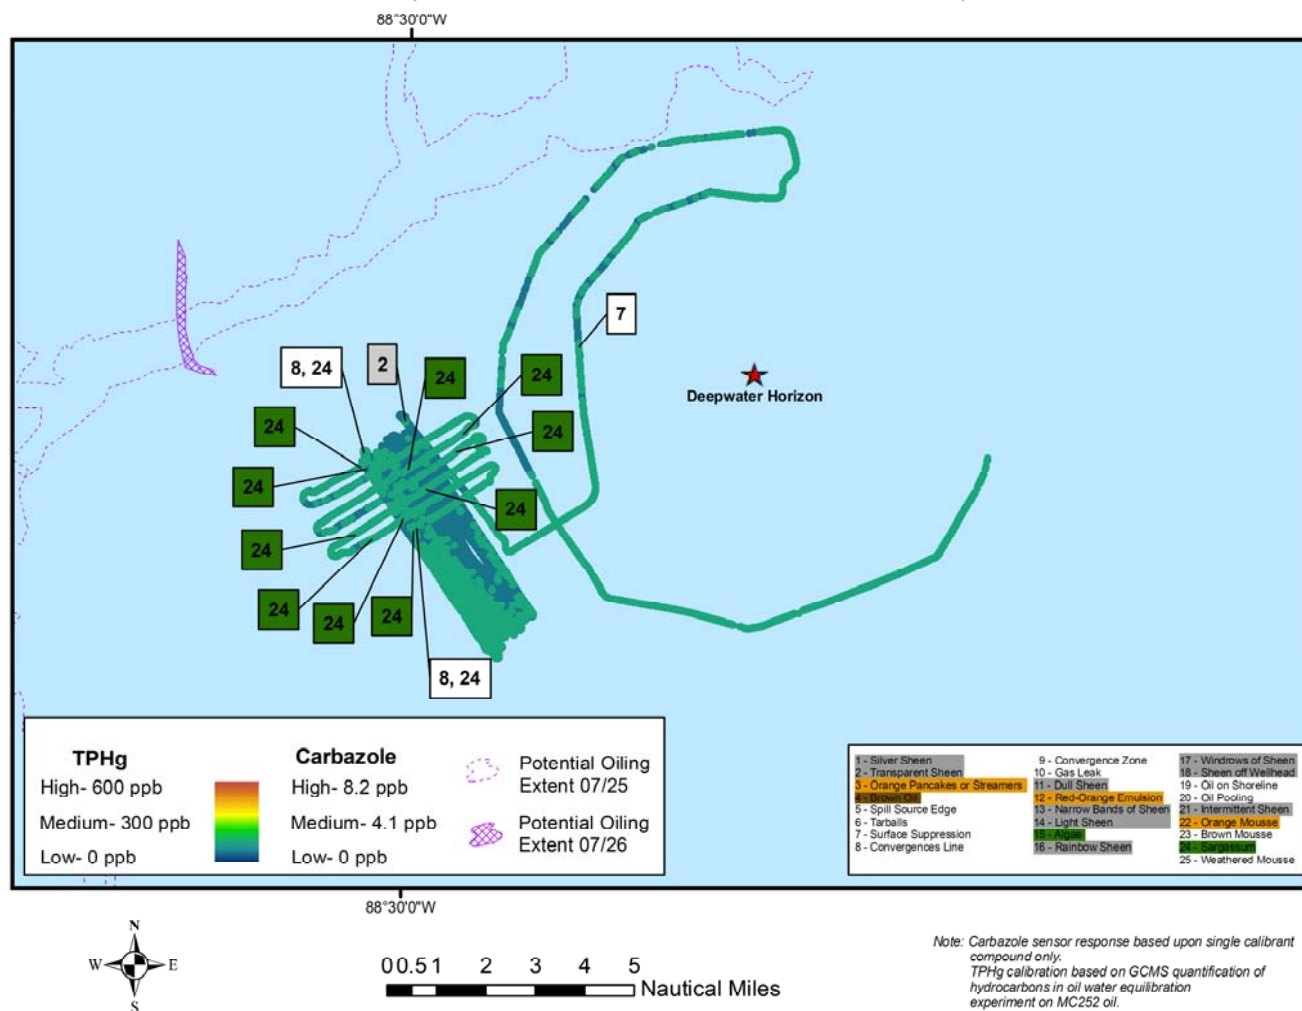 88°30'0"W
7
8, 24
2
24
24
24
24
24
Deepwater Horizon
24
24
24
24
24
24
8, 24
TPHg
High- 600 ppb
Medium- 300 ppb
Low- 0 ppb
Carbazole
High- 8.2 ppb
Medium- 4.1 ppb
Low- 0 ppb
Potential Oiling
Extent 07/25
Potential Oiling
Extent 07/26
1 - Silver Sheen
2 - Transparent Sheen
3 - Orange Pancakes or Streamers
4 - Brown Oil
5 - Spill Source Edge
6 - Tarballs
7 - Surface Suppression
8 - Convergences Line
9 - Convergence Zone
10 - Gas Leak
11 - Dull Sheen
12 - Red-Orange Emulsion
13 - Narrow Bands of Sheen
14 - Light Sheen
15 - Algae
16 - Rainbow Sheen
17 - Windrows of Sheen
18 - Sheen off Wellhead
19 - Oil on Shoreline
20 - Oil Pooling
21 - Intermittent Sheen
22 - Orange Mousse
23 - Brown Mousse
24 - Sargassum
25 - Weathered Mousse
88°30'0"W
N
W E
S
0 0.5 1 2 3 4 5
Nautical Miles
Note: Carbazole sensor response based upon single calibrant
compound only.
TPHg calibration based on GCMS quantification of
hydrocarbons in oil water equilibration
experiment on MC252 oil.